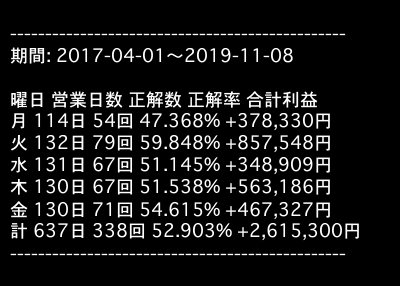 ------------------------------------------------
期間: 2017-04-01～2019-11-08
曜日 営業日数 正解数 正解率 合計利益
月 114日 54回 47.368% +378,330円
火 132日 79回 59.848% +857,548円
水 131日 67回 51.145% +348,909円
木 130日 67回 51.538% +563,186円
金 130日 71回 54.615% +467,327円
計 637日 338回 52.903% +2,615,300円
------------------------------------------------